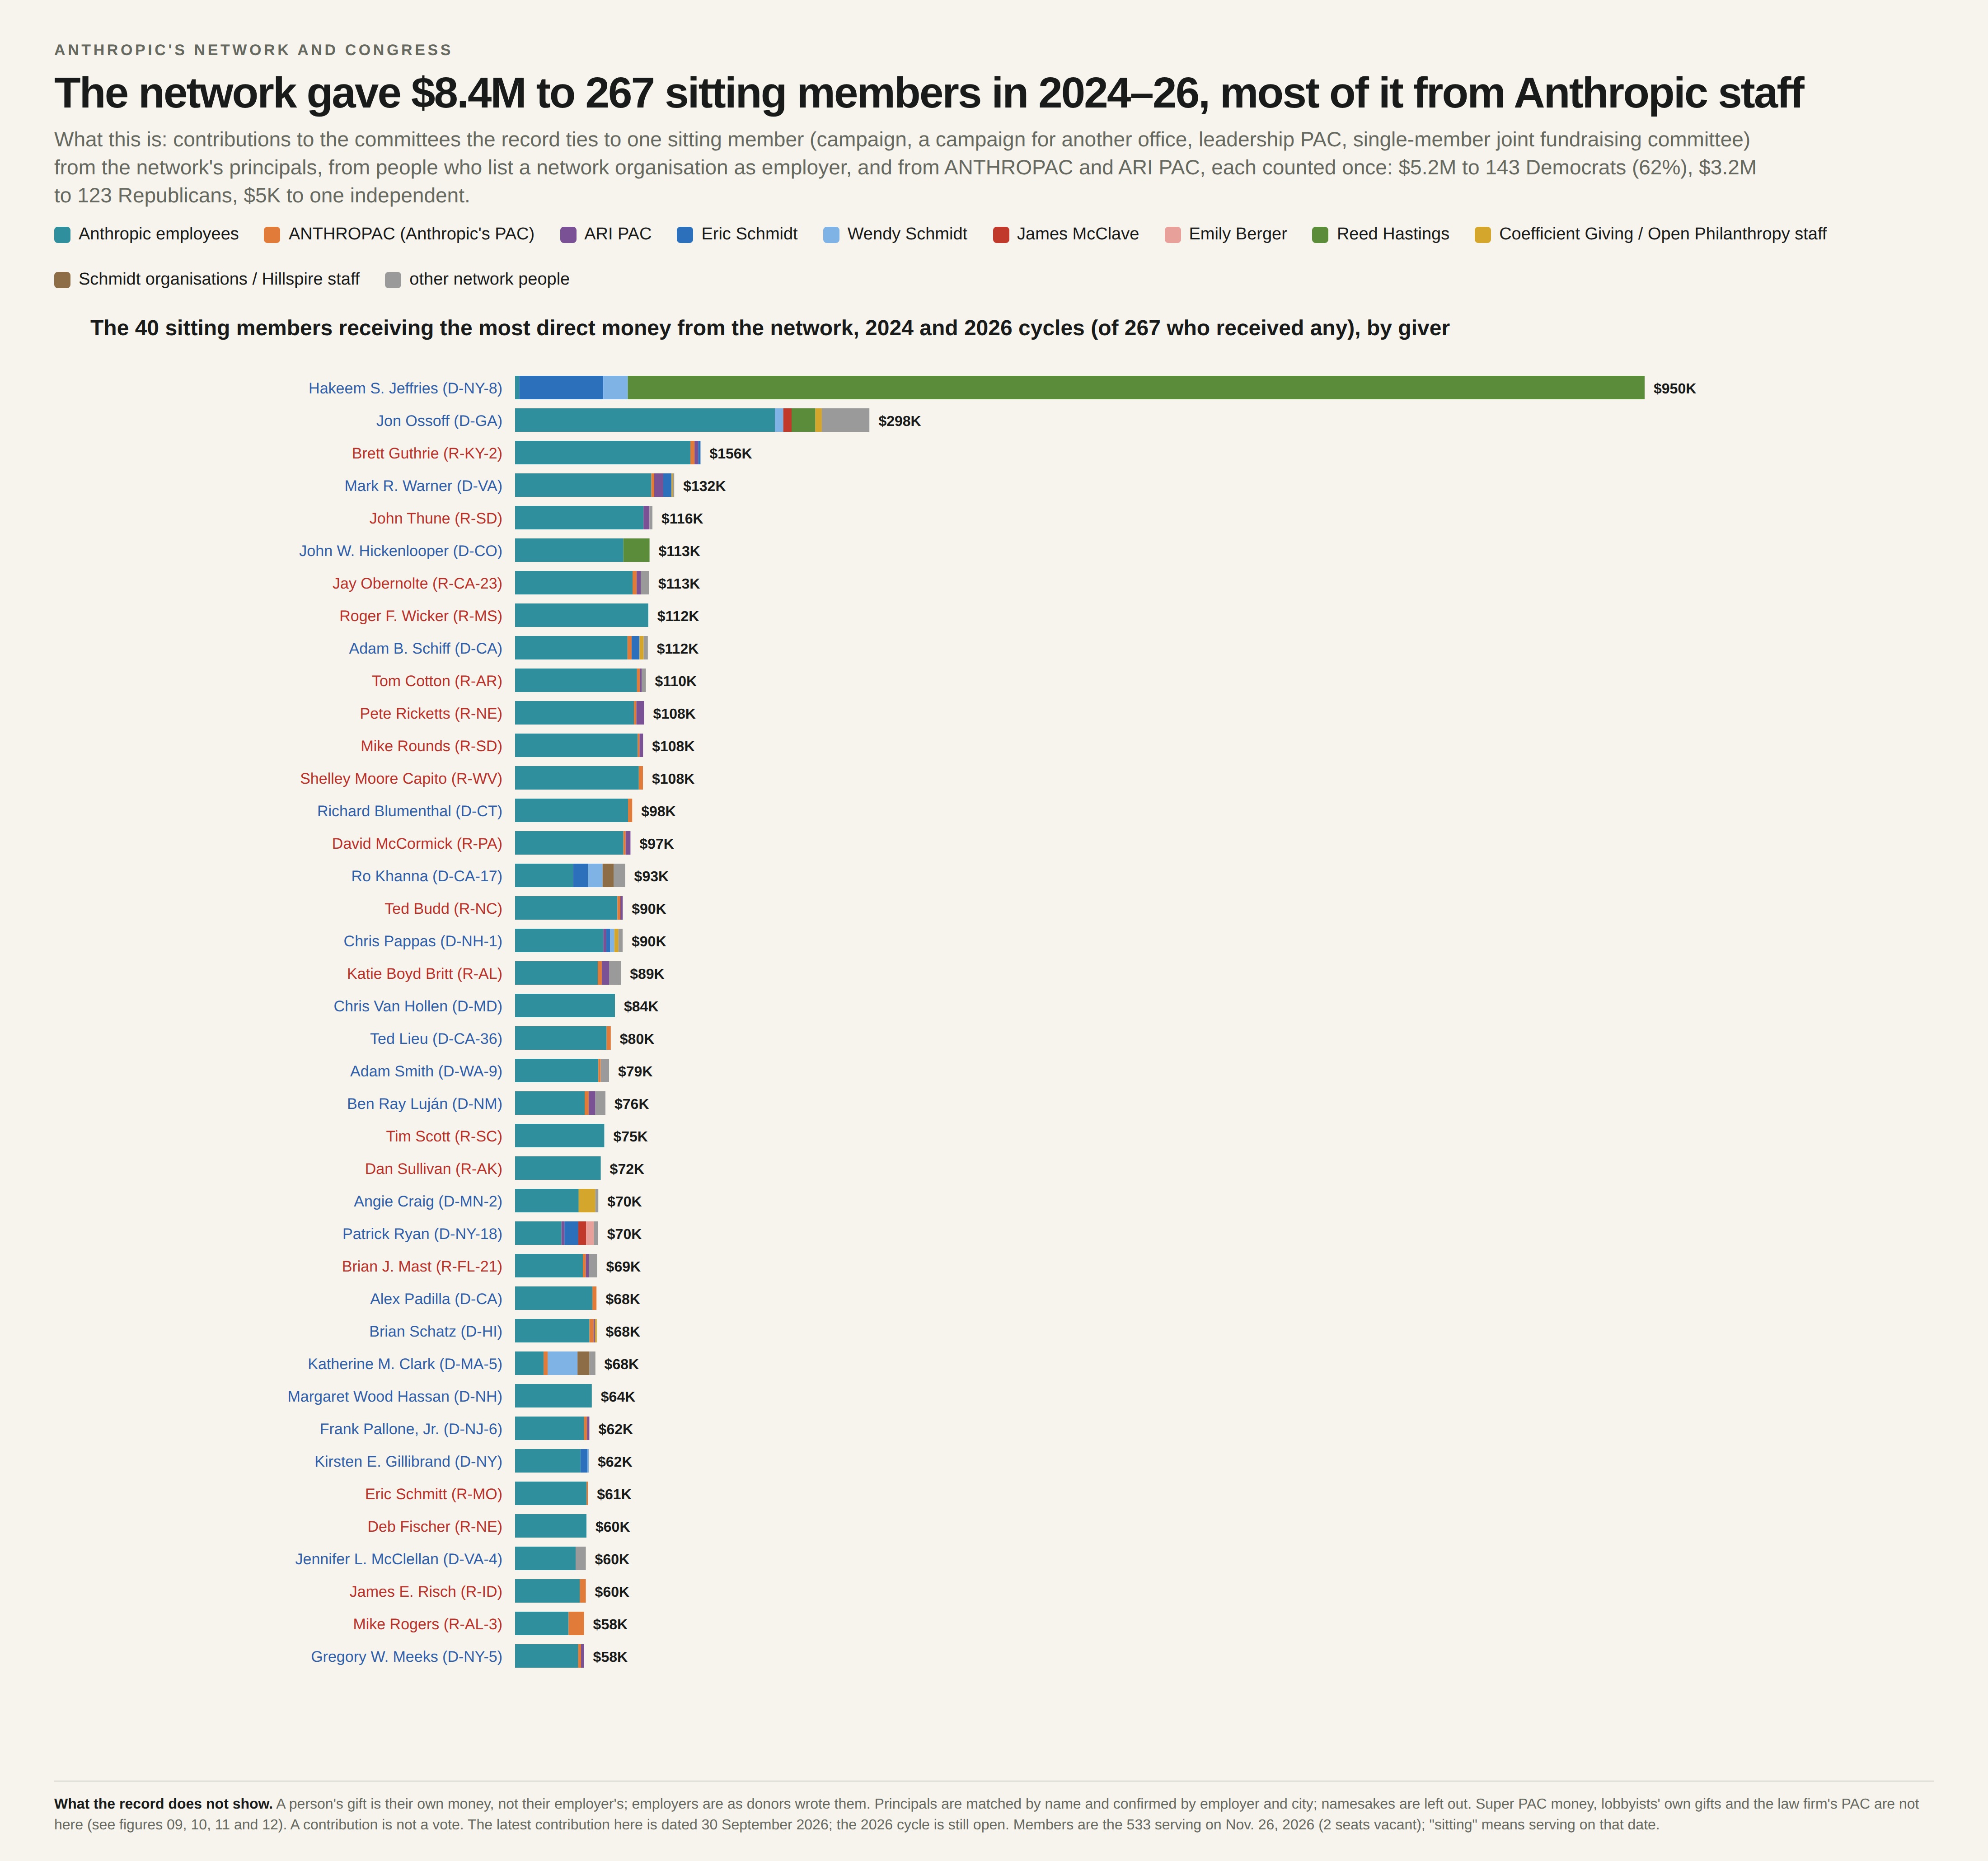 ANTHROPIC'S NETWORK AND CONGRESS
The network gave $8.4M to 267 sitting members in 2024–26, most of it from Anthropic staff
What this is: contributions to the committees the record ties to one sitting member (campaign, a campaign for another office, leadership PAC, single-member joint fundraising committee)
from the network's principals, from people who list a network organisation as employer, and from ANTHROPAC and ARI PAC, each counted once: $5.2M to 143 Democrats (62%), $3.2M
to 123 Republicans, $5K to one independent.
Anthropic employees ANTHROPAC (Anthropic's PAC) ARI PAC Eric Schmidt Wendy Schmidt James McClave Emily Berger Reed Hastings Coefficient Giving / Open Philanthropy staff
Schmidt organisations / Hillspire staff other network people
The 40 sitting members receiving the most direct money from the network, 2024 and 2026 cycles (of 267 who received any), by giver
Hakeem S. Jeffries (D-NY-8) $950K
Jon Ossoff (D-GA) $298K
Brett Guthrie (R-KY-2) $156K
Mark R. Warner (D-VA) $132K
John Thune (R-SD) $116K
John W. Hickenlooper (D-CO) $113K
Jay Obernolte (R-CA-23) $113K
Roger F. Wicker (R-MS) $112K
Adam B. Schiff (D-CA) $112K
Tom Cotton (R-AR) $110K
Pete Ricketts (R-NE) $108K
Mike Rounds (R-SD) $108K
Shelley Moore Capito (R-WV) $108K
Richard Blumenthal (D-CT) $98K
David McCormick (R-PA) $97K
Ro Khanna (D-CA-17) $93K
Ted Budd (R-NC) $90K
Chris Pappas (D-NH-1) $90K
Katie Boyd Britt (R-AL) $89K
Chris Van Hollen (D-MD) $84K
Ted Lieu (D-CA-36) $80K
Adam Smith (D-WA-9) $79K
Ben Ray Luján (D-NM) $76K
Tim Scott (R-SC) $75K
Dan Sullivan (R-AK) $72K
Angie Craig (D-MN-2) $70K
Patrick Ryan (D-NY-18) $70K
Brian J. Mast (R-FL-21) $69K
Alex Padilla (D-CA) $68K
Brian Schatz (D-HI) $68K
Katherine M. Clark (D-MA-5) $68K
Margaret Wood Hassan (D-NH) $64K
Frank Pallone, Jr. (D-NJ-6) $62K
Kirsten E. Gillibrand (D-NY) $62K
Eric Schmitt (R-MO) $61K
Deb Fischer (R-NE) $60K
Jennifer L. McClellan (D-VA-4) $60K
James E. Risch (R-ID) $60K
Mike Rogers (R-AL-3) $58K
Gregory W. Meeks (D-NY-5) $58K
What the record does not show. A person's gift is their own money, not their employer's; employers are as donors wrote them. Principals are matched by name and confirmed by employer and city; namesakes are left out. Super PAC money, lobbyists' own gifts and the law firm's PAC are not
here (see figures 09, 10, 11 and 12). A contribution is not a vote. The latest contribution here is dated 30 September 2026; the 2026 cycle is still open. Members are the 533 serving on Nov. 26, 2026 (2 seats vacant); "sitting" means serving on that date.